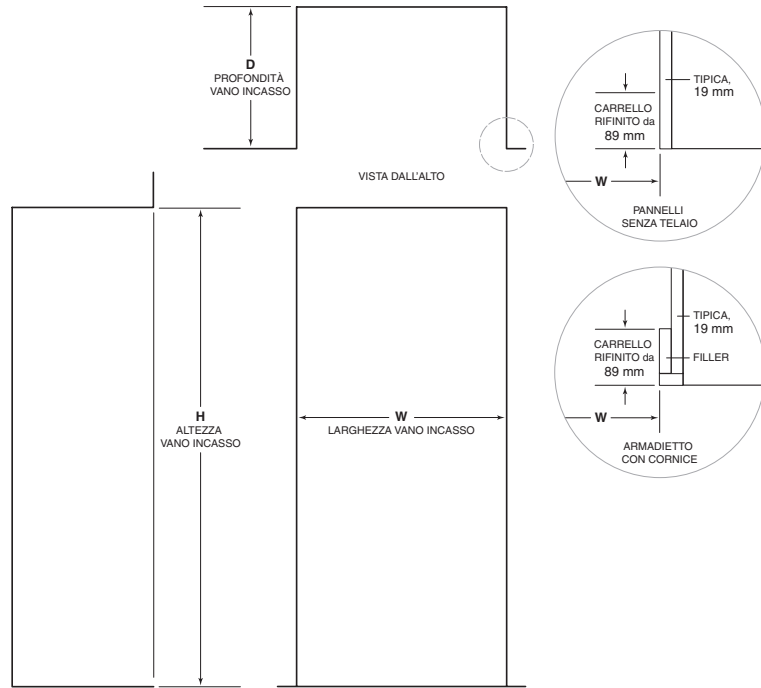 D
PROFONDITÀ
VANO INCASSO
VISTA DALL'ALTO
TIPICA,
19 mm
CARRELLO
RIFINITO da
89 mm
W
PANNELLI
SENZA TELAIO
H
ALTEZZA
VANO INCASSO
W
LARGHEZZA VANO INCASSO
TIPICA,
19 mm
CARRELLO
RIFINITO da
89 mm
FILLER
W
ARMADIETTO
CON CORNICE